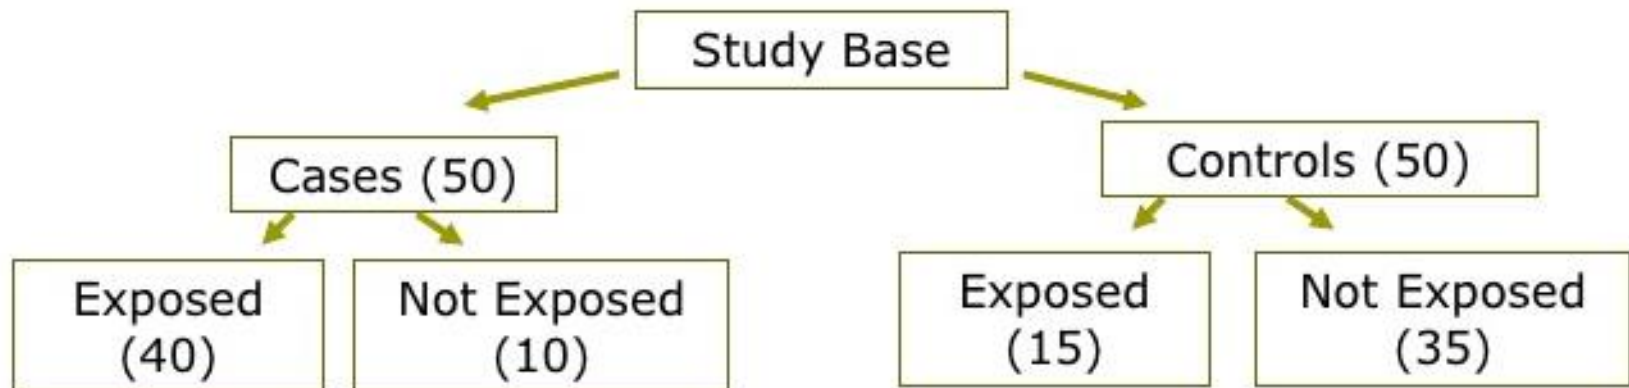 Study Base
Cases (50)
Controls (50)
Exposed
(40)
Not Exposed
(10)
Exposed
(15)
Not Exposed
(35)